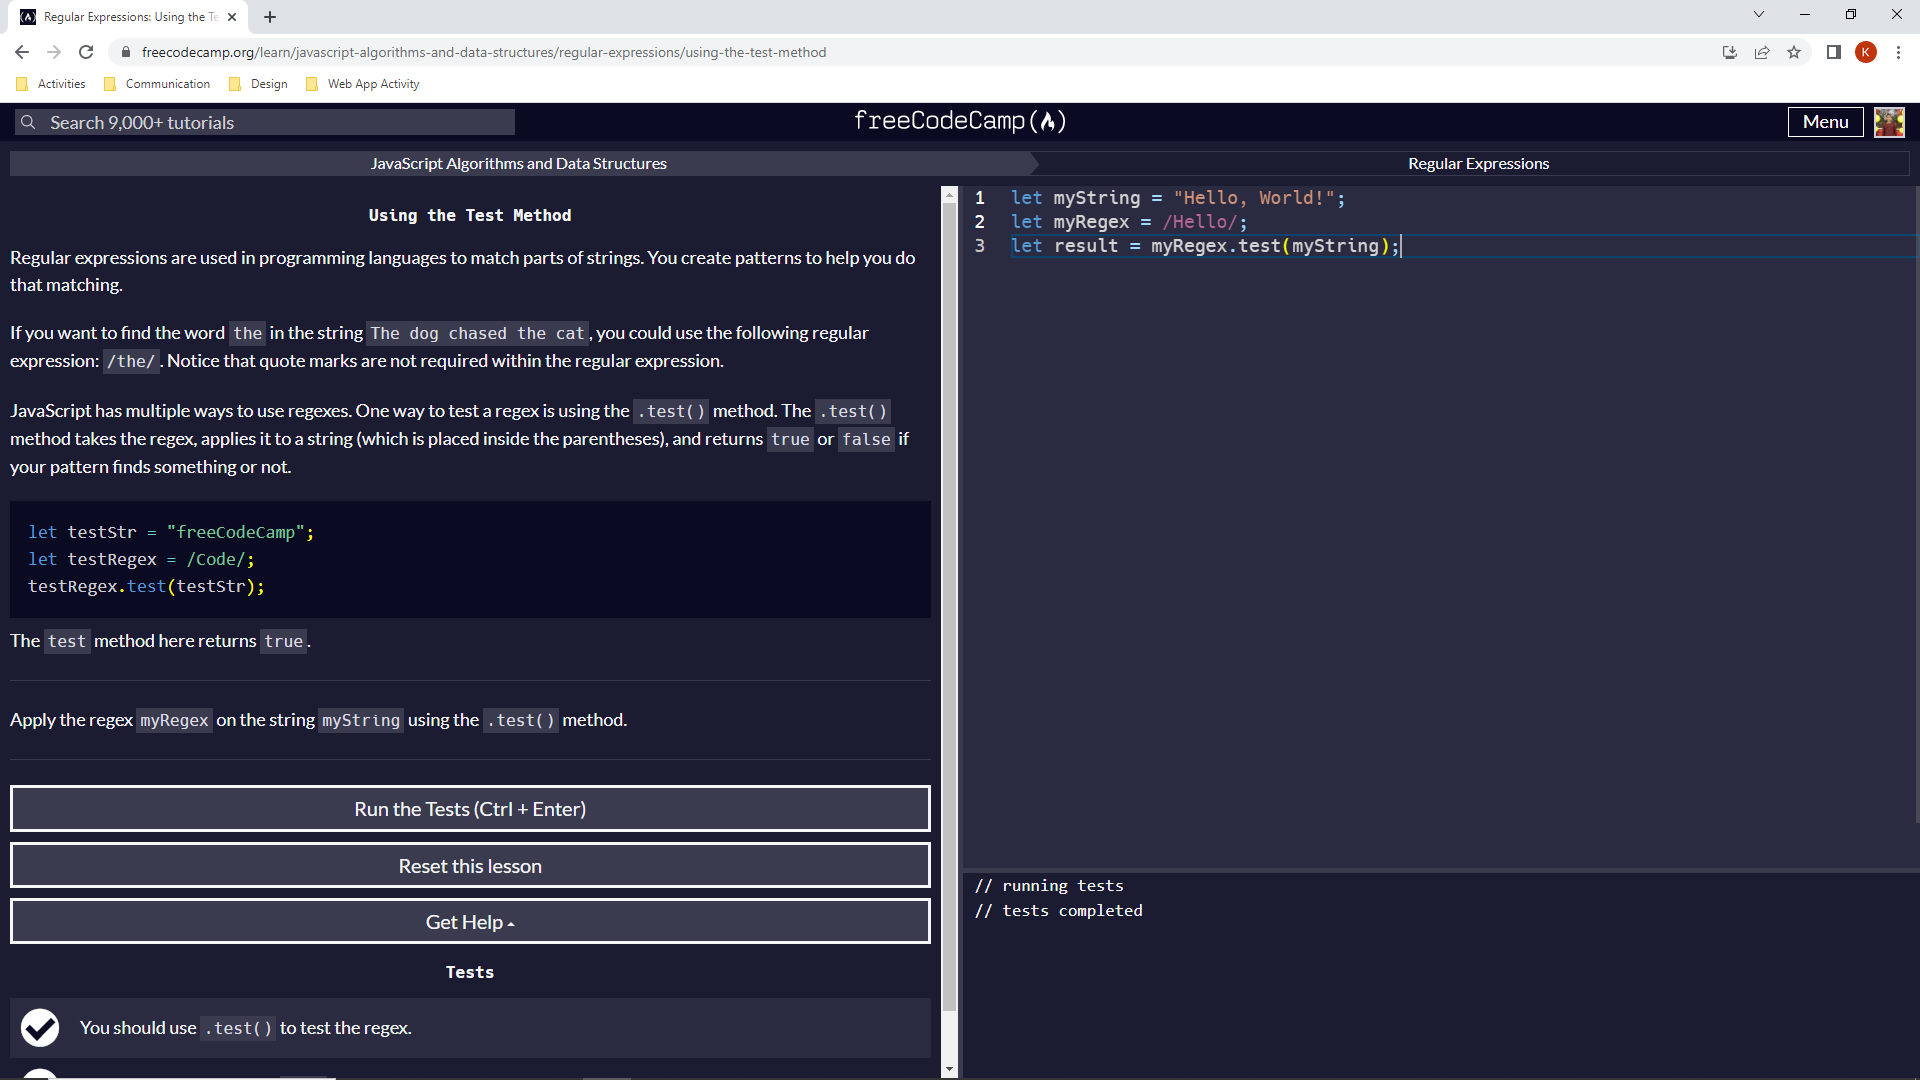 Regular Expressions: Using the Te
freecodecamp.org/learn/javascript-algorithms-and-data-structures/regular-expressions/using-the-test-method
K
Activities
Communication
Design
Web App Activity
Search 9,000+ tutorials
freeCodeCamp
Menu
JavaScript Algorithms and Data Structures
Regular Expressions
Using the Test Method
Regular expressions are used in programming languages to match parts of strings. You create patterns to help you do
that matching.
If you want to find the word the in the string The dog chased the cat, you could use the following regular
expression: /the/. Notice that quote marks are not required within the regular expression.
JavaScript has multiple ways to use regexes. One way to test a regex is using the .test() method. The .test()
method takes the regex, applies it to a string (which is placed inside the parentheses), and returns true or false if
your pattern finds something or not.
let testStr = "freeCodeCamp";
let testRegex = /Code/;
testRegex.test(testStr);
The test method here returns true.
Apply the regex myRegex on the string myString using the .test() method.
Run the Tests (Ctrl + Enter)
Reset this lesson
Get Help
Tests
You should use .test() to test the regex.
1 let myString = "Hello, World!";
2 let myRegex = /Hello/;
3 let result = myRegex.test(myString);
// running tests
// tests completed